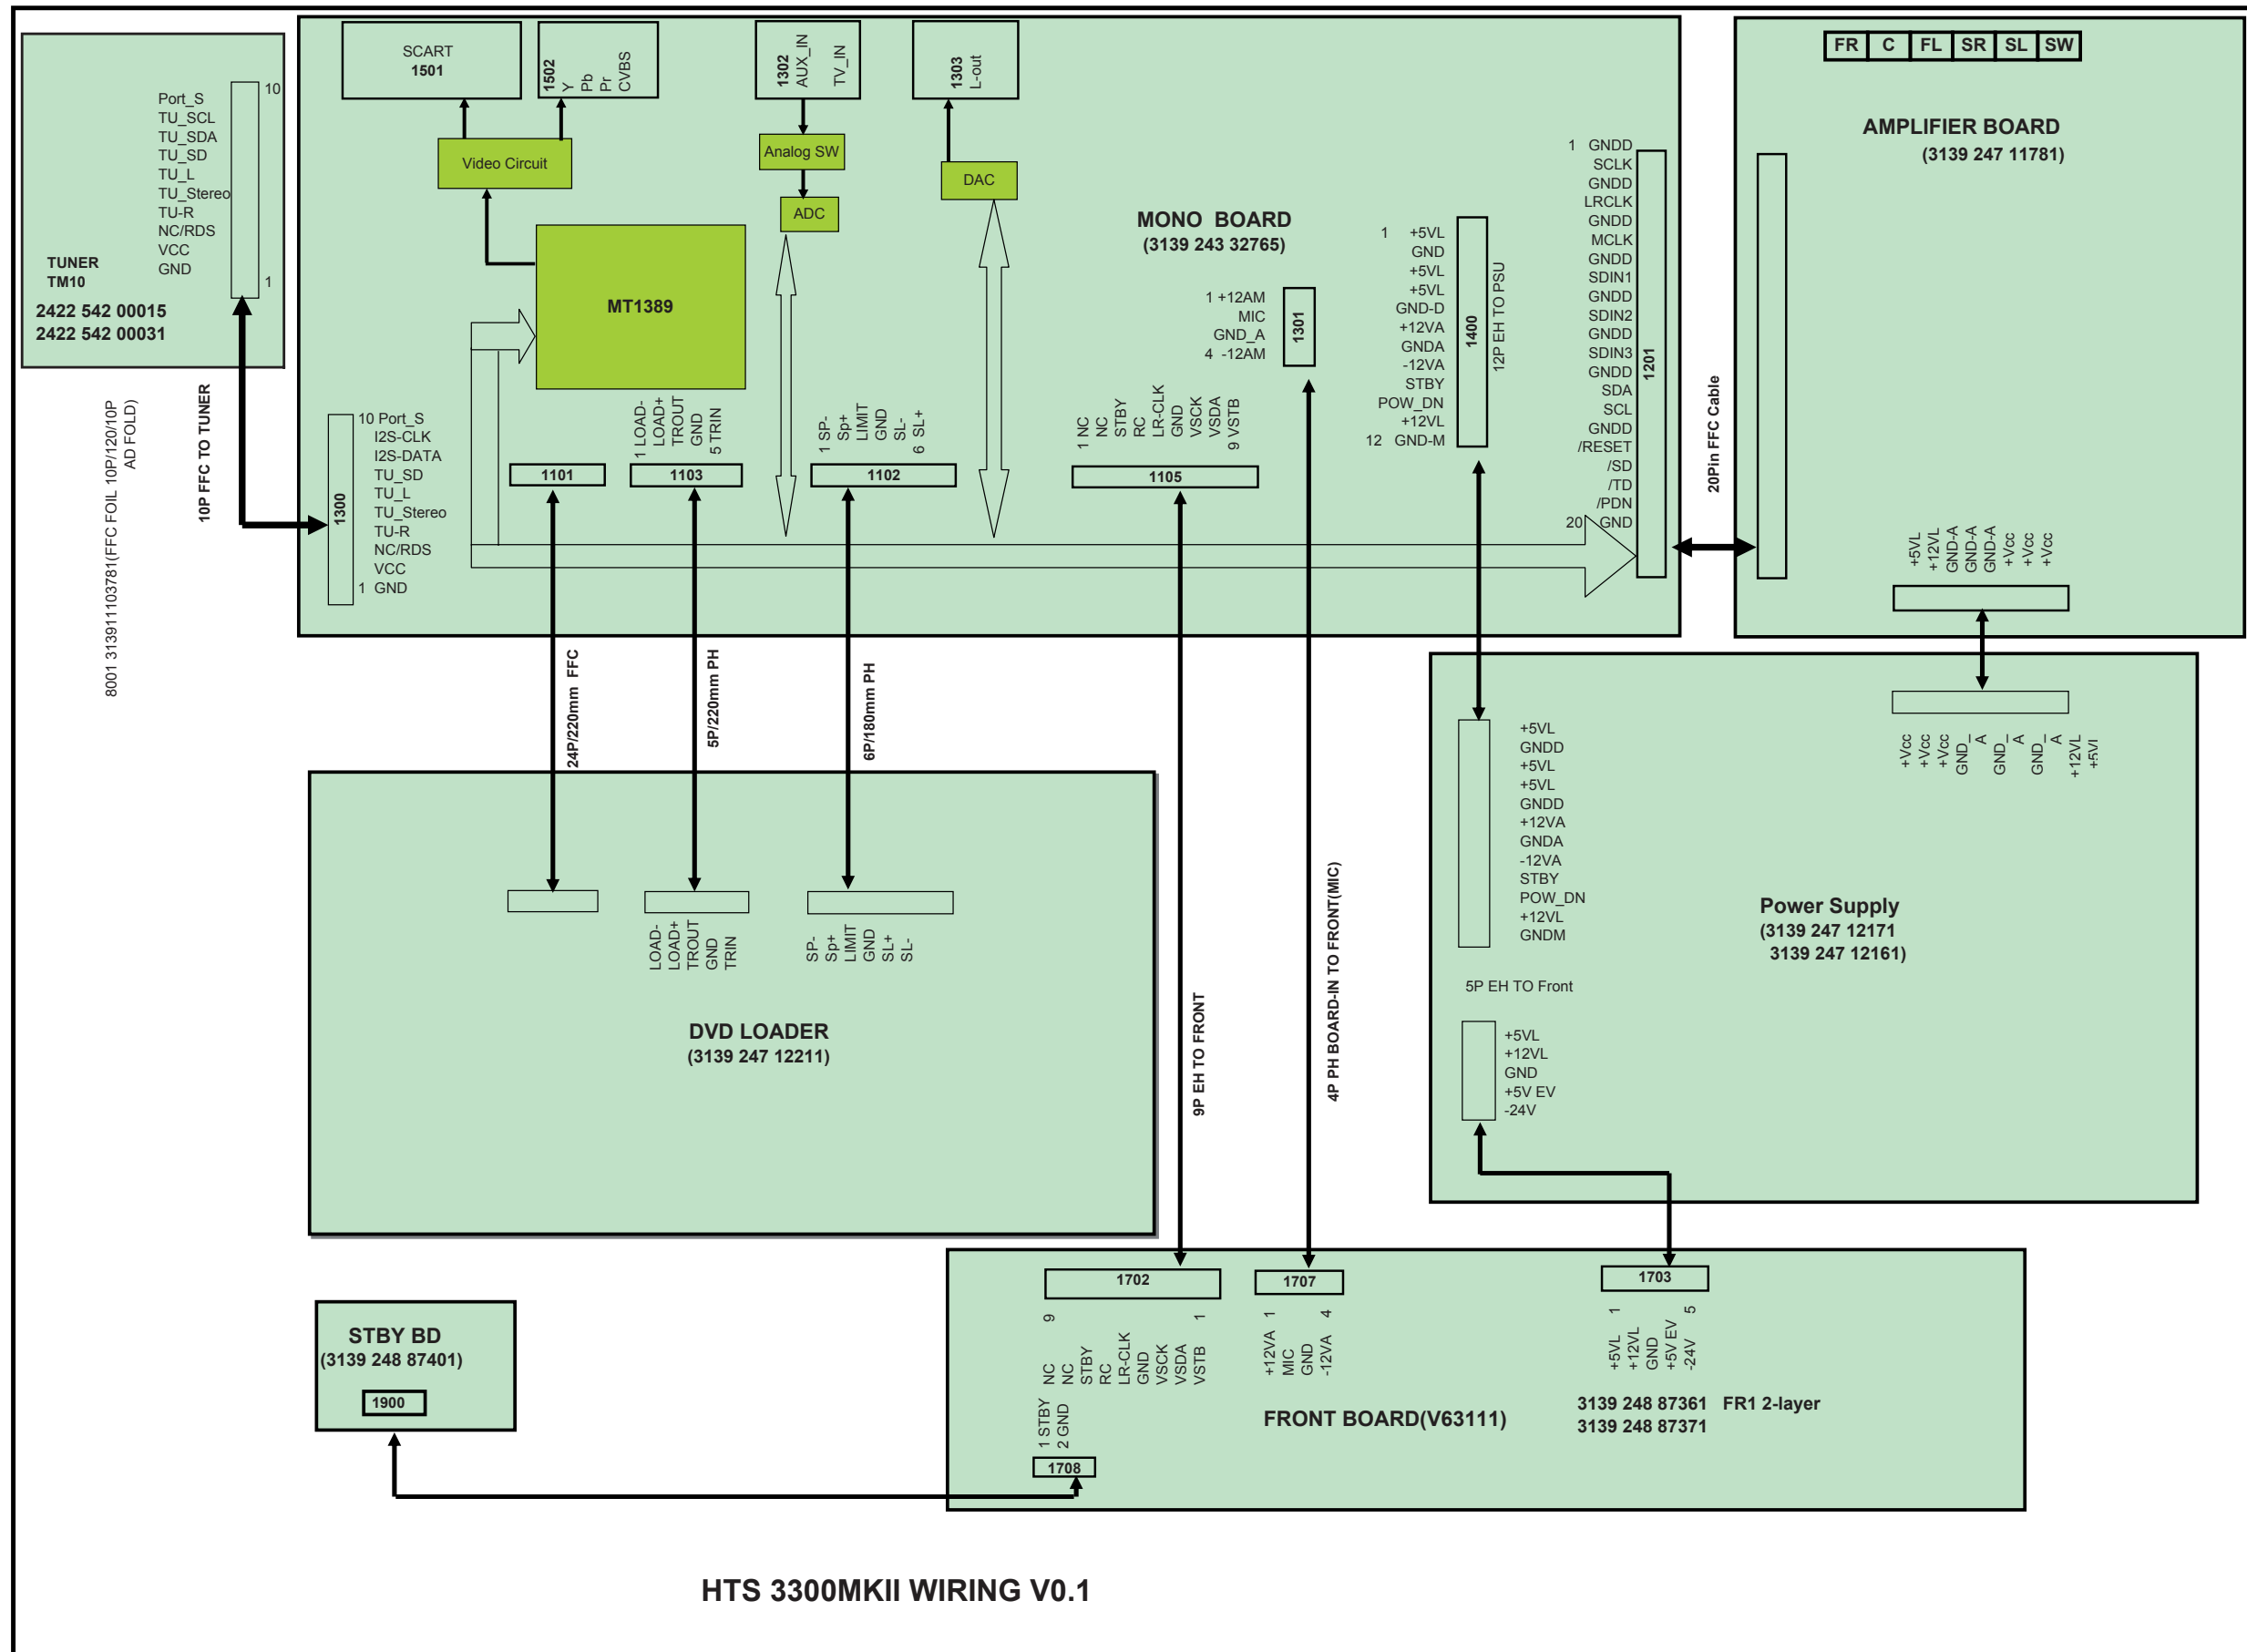 Port_S
TU_SCL
TU_SDA
TU_SD
TU_L
TU_Stereo
TU-R
NC/RDS
VCC
GND
10
1
TUNER
TM10
2422 542 00015
2422 542 00031
10P FFC TO TUNER
8001 313911103781(FFC FOIL 10P/120/10P
AD FOLD)
SCART
1501
1502
Y
Pb
Pr
CVBS
1302
AUX_IN
TV_IN
1303
L-out
Video Circuit
Analog SW
ADC
DAC
MT1389
MONO BOARD
(3139 243 32765)
1300
10 Port_S
I2S-CLK
I2S-DATA
TU_SD
TU_L
TU_Stereo
TU-R
NC/RDS
VCC
1 GND
1101
1 LOAD-
LOAD+
TROUT
GND
5 TRIN
1103
1 SP-
Sp+
LIMIT
GND
SL-
6 SL+
1102
1 NC
NC
STBY
RC
LR-CLK
GND
VSCK
VSDA
9 VSTB
1105
1 +12AM
MIC
GND_A
4 -12AM
1301
1 +5VL
GND
+5VL
+5VL
GND-D
+12VA
GNDA
-12VA
STBY
POW_DN
+12VL
12 GND-M
1400
12P EH TO PSU
1 GNDD
SCLK
GNDD
LRCLK
GNDD
MCLK
GNDD
SDIN1
GNDD
SDIN2
GNDD
SDIN3
GNDD
SDA
SCL
GNDD
/RESET
/SD
/TD
/PDN
20 GND
1201
20Pin FFC Cable
FR C FL SR SL SW
AMPLIFIER BOARD
(3139 247 11781)
+5VL
+12VL
GND-A
GND-A
GND-A
+Vcc
+Vcc
+Vcc
24P/220mm FFC
5P/220mm PH
6P/180mm PH
9P EH TO FRONT
4P PH BOARD-IN TO FRONT(MIC)
LOAD-
LOAD+
TROUT
GND
TRIN
SP-
Sp+
LIMIT
GND
SL+
SL-
DVD LOADER
(3139 247 12211)
+Vcc
+Vcc
+Vcc
GND_
A
GND_
A
GND_
A
+12VL
+5Vl
+5VL
GNDD
+5VL
+5VL
GNDD
+12VA
GNDA
-12VA
STBY
POW_DN
+12VL
GNDM
Power Supply
(3139 247 12171
3139 247 12161)
5P EH TO Front
+5VL
+12VL
GND
+5V EV
-24V
STBY BD
(3139 248 87401)
1900
1702
9
1
NC
NC
STBY
RC
LR-CLK
GND
VSCK
VSDA
VSTB
1 STBY
2 GND
1708
1707
1
4
+12VA
MIC
GND
-12VA
1703
1
5
+5VL
+12VL
GND
+5V EV
-24V
FRONT BOARD(V63111)
3139 248 87361 FR1 2-layer
3139 248 87371
HTS 3300MKII WIRING V0.1